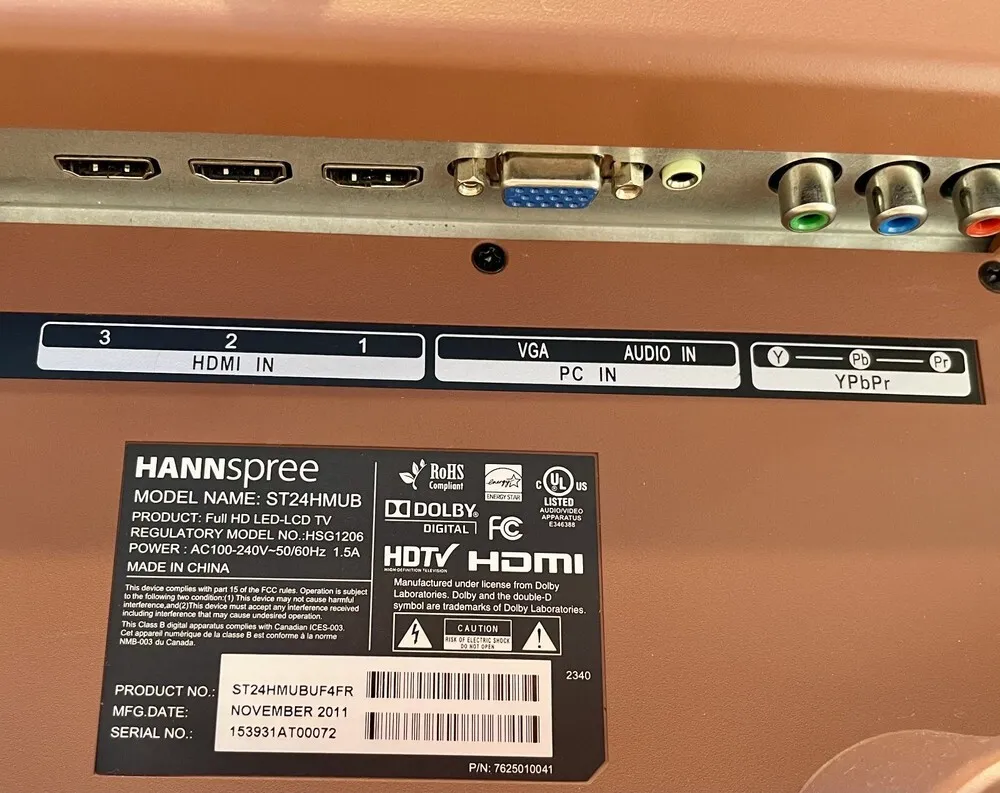 3 2 1
HDMI IN
VGA AUDIO IN
PC IN
Y Pb Pr
YPbPr
HANNspree
MODEL NAME: ST24HMUB
PRODUCT: Full HD LED-LCD TV
REGULATORY MODEL NO.:HSG1206
POWER : AC100-240V~50/60Hz 1.5A
MADE IN CHINA
This device complies with part 15 of the FCC rules. Operation is subject
to the following two condition:(1) This device may not cause harmful
interference,and(2)This device must accept any interference received
including interference that may cause undesired operation.
This Class B digital apparatus complies with Canadian ICES-003.
Cet appareil numérique de la classe B est conforme à la norme
NMB-003 du Canada.
RoHS
Compliant
energy
ENERGY STAR
C UL US
LISTED
AUDIO/VIDEO
APPARATUS
E346388
DOLBY
DIGITAL
FC
HDTV
HIGH-DEFINITION TELEVISION
HDMI
Manufactured under license from Dolby
Laboratories. Dolby and the double-D
symbol are trademarks of Dolby Laboratories.
CAUTION
RISK OF ELECTRIC SHOCK
DO NOT OPEN
2340
PRODUCT NO.: ST24HMUBUF4FR
MFG.DATE: NOVEMBER 2011
SERIAL NO.: 153931AT00072
P/N: 7625010041